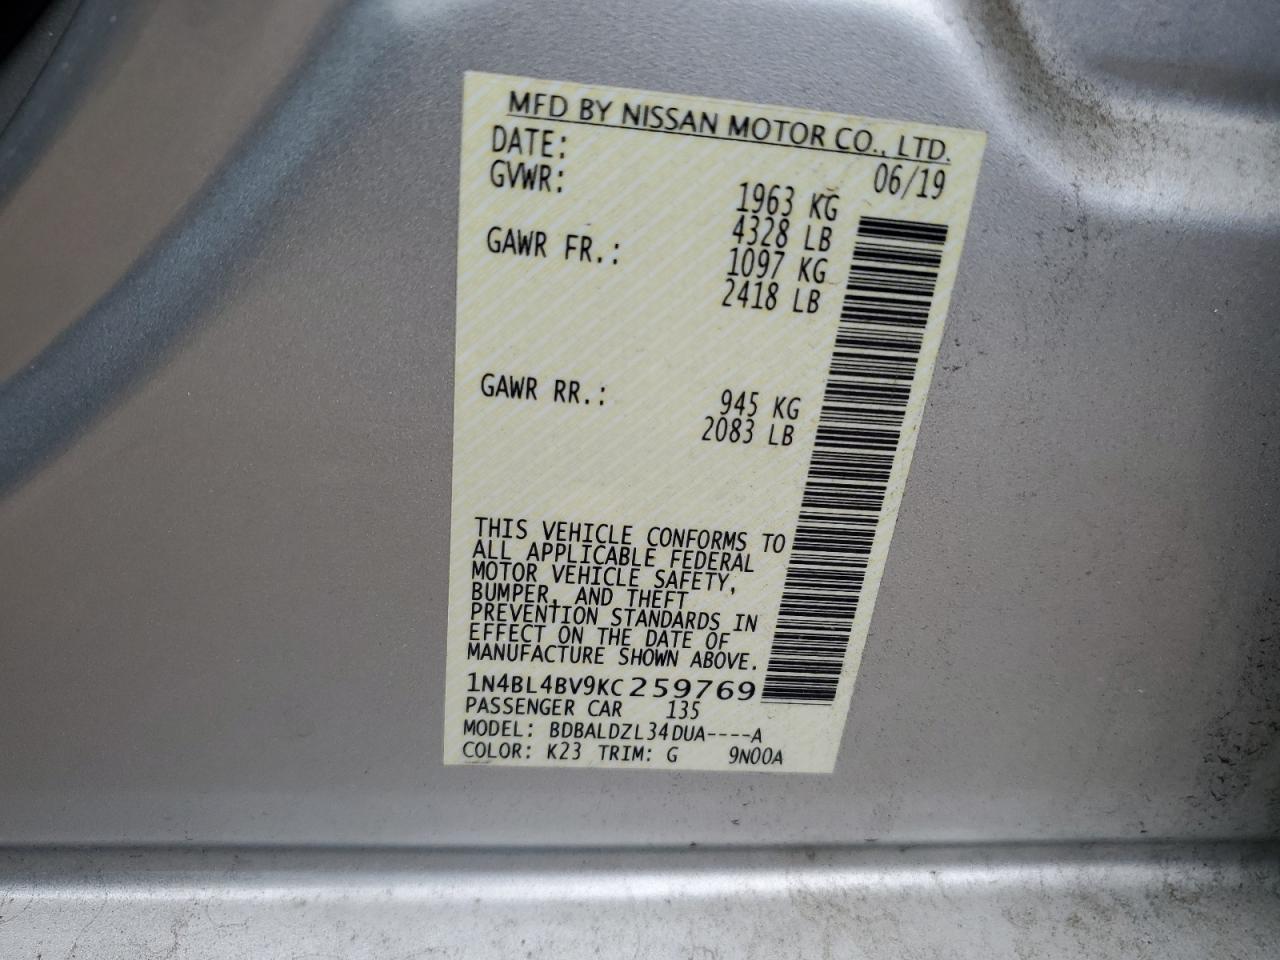 MFD BY NISSAN MOTOR CO., LTD.
DATE: 06/19
GVWR: 1963 KG
4328 LB
GAWR FR.: 1097 KG
2418 LB
GAWR RR.: 945 KG
2083 LB
THIS VEHICLE CONFORMS TO
ALL APPLICABLE FEDERAL
MOTOR VEHICLE SAFETY,
BUMPER, AND THEFT
PREVENTION STANDARDS IN
EFFECT ON THE DATE OF
MANUFACTURE SHOWN ABOVE.
1N4BL4BV9KC259769
PASSENGER CAR 135
MODEL: BDBALDZL34DUA----A
COLOR: K23 TRIM: G 9N00A